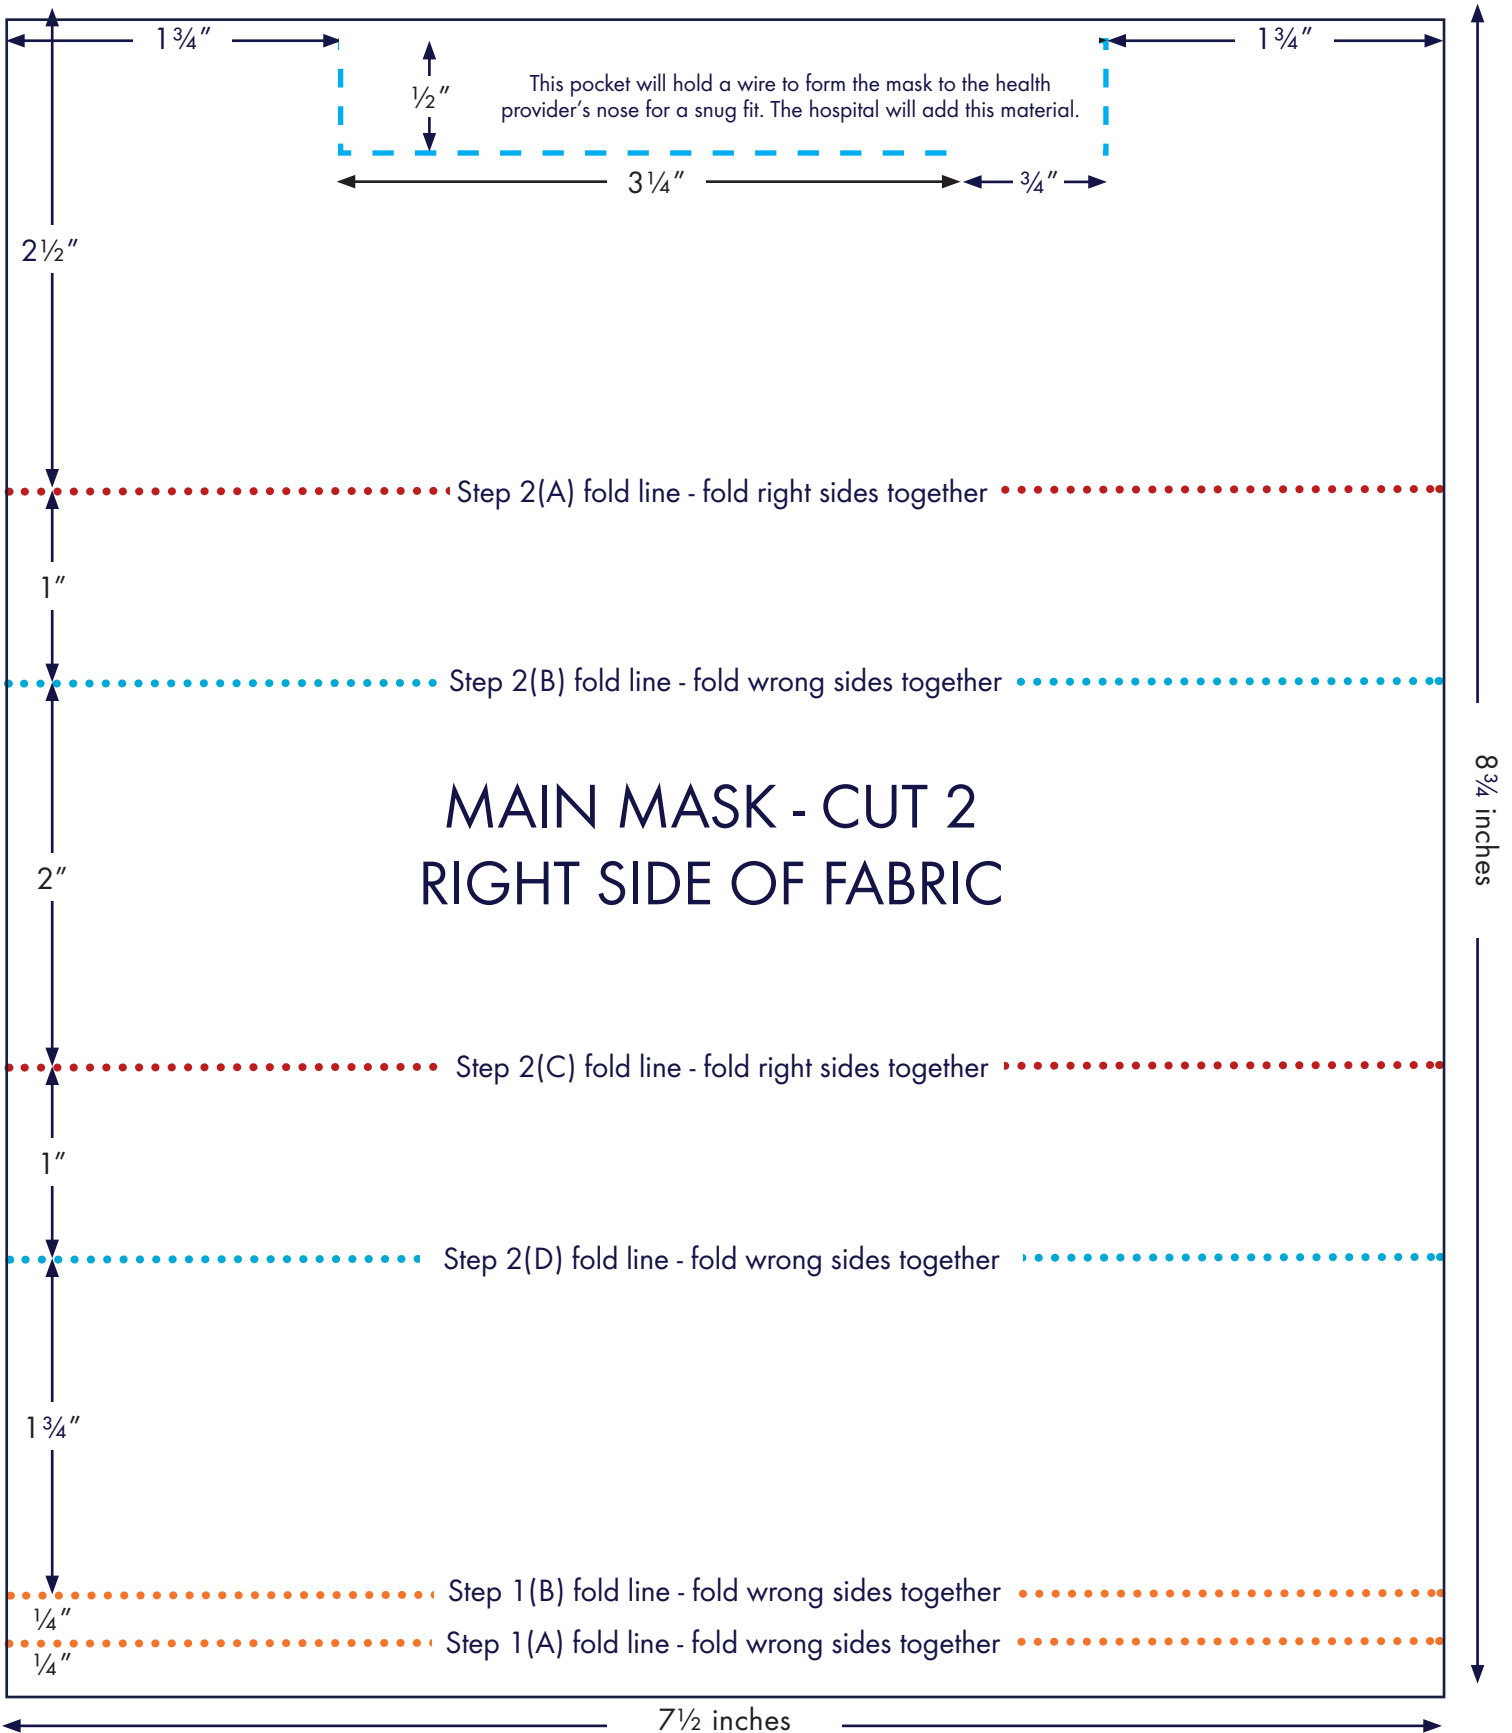 1¾"
1¾"
½"
This pocket will hold a wire to form the mask to the health
provider's nose for a snug fit. The hospital will add this material.
3¼"
¾"
2½"
Step 2(A) fold line - fold right sides together
1"
Step 2(B) fold line - fold wrong sides together
8¾ inches
MAIN MASK - CUT 2
RIGHT SIDE OF FABRIC
2"
Step 2(C) fold line - fold right sides together
1"
Step 2(D) fold line - fold wrong sides together
1¾"
Step 1(B) fold line - fold wrong sides together
¼"
Step 1(A) fold line - fold wrong sides together
¼"
7½ inches